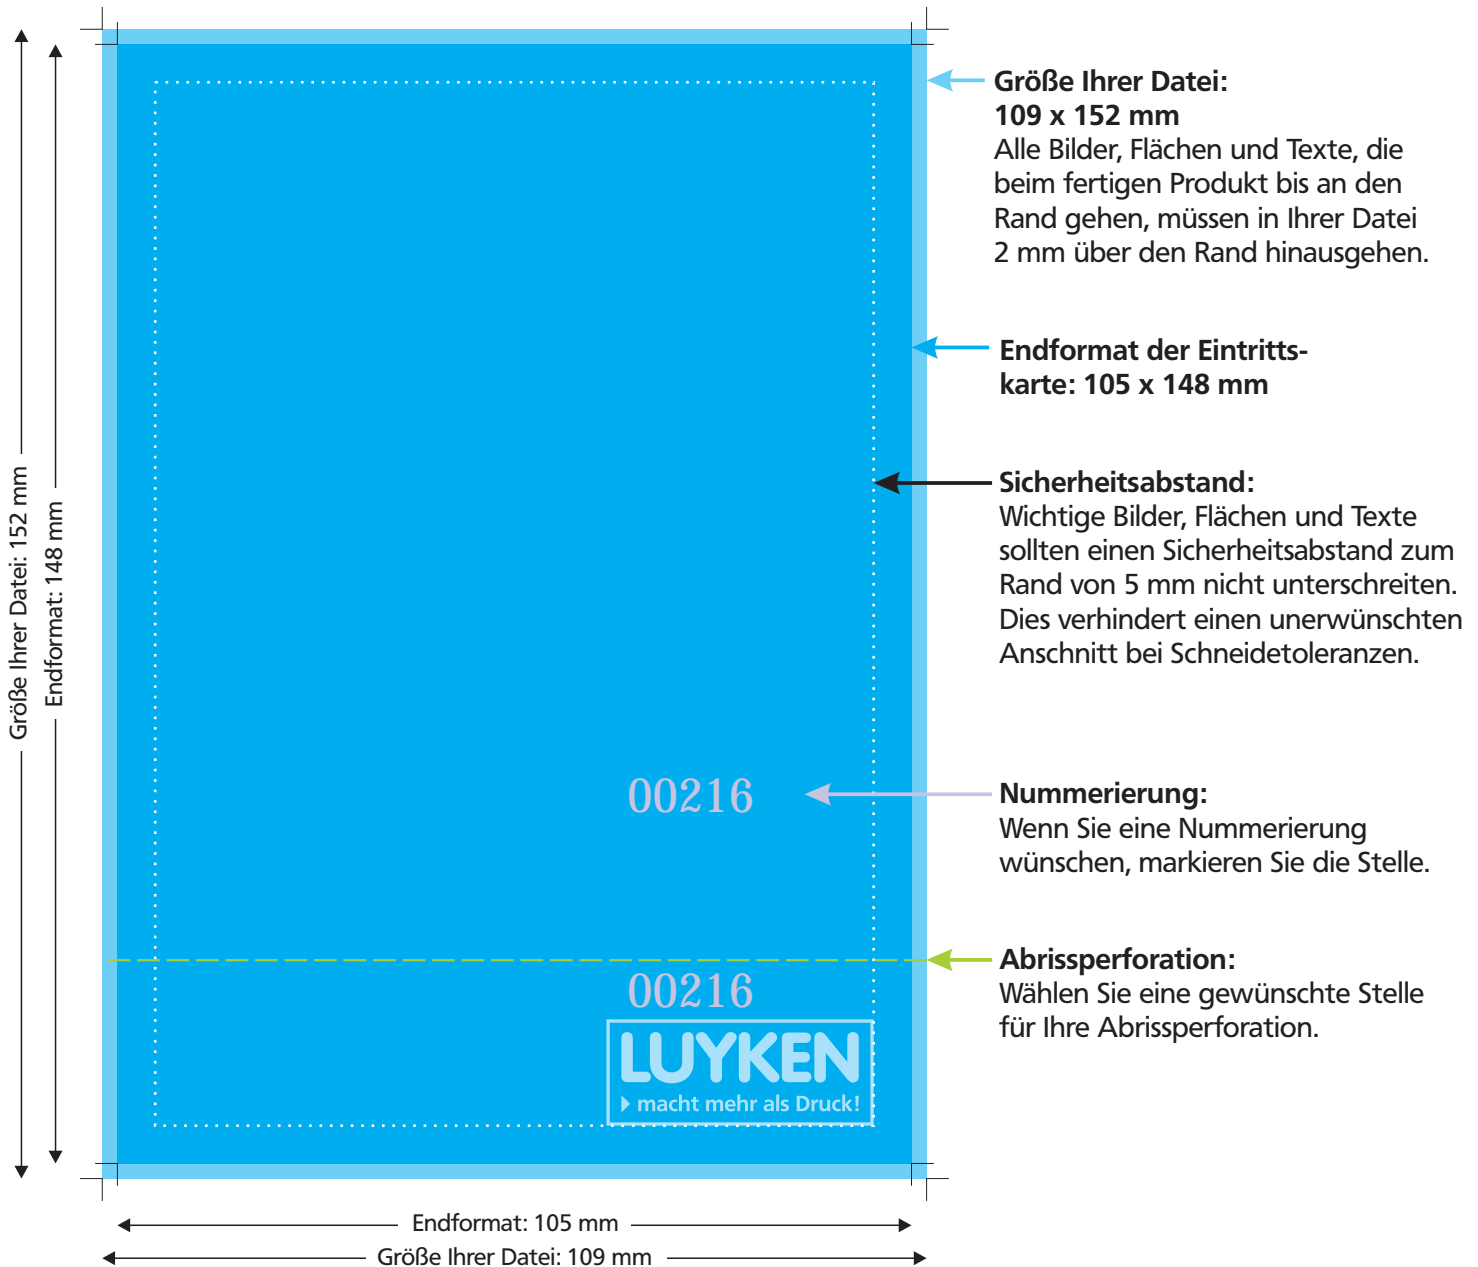 Größe Ihrer Datei: 152 mm
Endformat: 148 mm
Größe Ihrer Datei:
109 x 152 mm
Alle Bilder, Flächen und Texte, die
beim fertigen Produkt bis an den
Rand gehen, müssen in Ihrer Datei
2 mm über den Rand hinausgehen.
Endformat der Eintritts-
karte: 105 x 148 mm
Sicherheitsabstand:
Wichtige Bilder, Flächen und Texte
sollten einen Sicherheitsabstand zum
Rand von 5 mm nicht unterschreiten.
Dies verhindert einen unerwünschten
Anschnitt bei Schneidetoleranzen.
00216
Nummerierung:
Wenn Sie eine Nummerierung
wünschen, markieren Sie die Stelle.
Abrissperforation:
Wählen Sie eine gewünschte Stelle
für Ihre Abrissperforation.
00216
LUYKEN
macht mehr als Druck!
Endformat: 105 mm
Größe Ihrer Datei: 109 mm